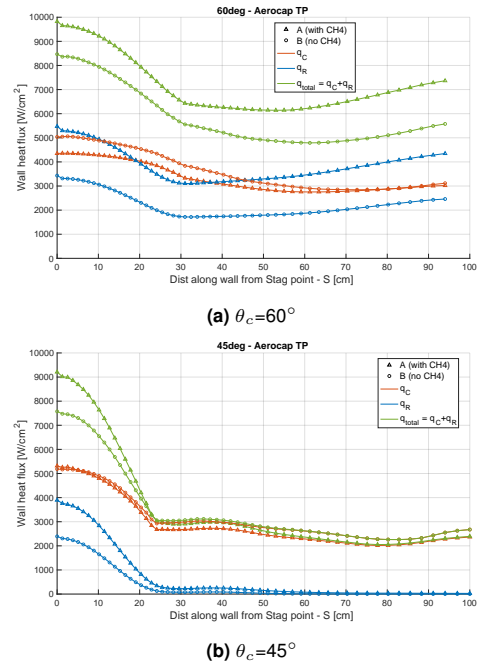 60deg - Aerocap TP
10000
9000
8000
7000
6000
5000
4000
3000
2000
1000
0
Wall heat flux [W/cm²]
A (with CH4)
B (no CH4)
q_C
q_R
q_total = q_C+q_R
0 10 20 30 40 50 60 70 80 90 100
Dist along wall from Stag point - S [cm]
(a) θ_c=60°
45deg - Aerocap TP
10000
9000
8000
7000
6000
5000
4000
3000
2000
1000
0
Wall heat flux [W/cm²]
A (with CH4)
B (no CH4)
q_C
q_R
q_total = q_C+q_R
0 10 20 30 40 50 60 70 80 90 100
Dist along wall from Stag point - S [cm]
(b) θ_c=45°